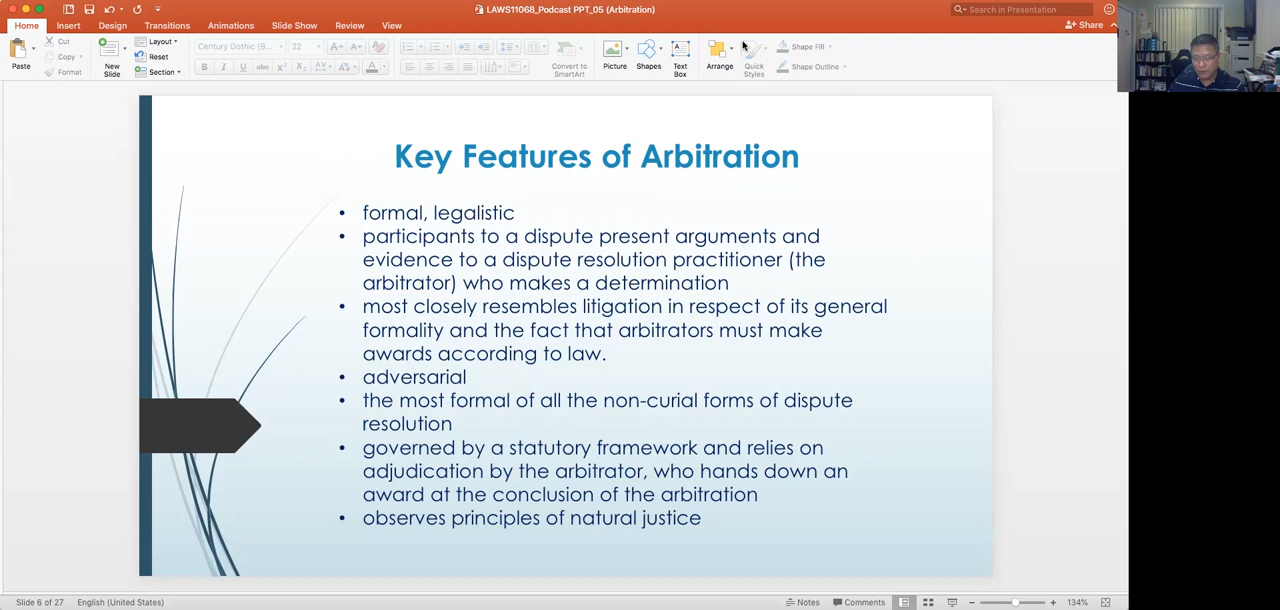 LAWS11068_Podcast PPT_05 (Arbitration)
Search in Presentation
Home Insert Design Transitions Animations Slide Show Review View
Share
Paste
Cut
Copy
Format
New
Slide
Layout
Reset
Section
Century Gothic (B... 22
Convert to
SmartArt
Picture
Shapes
Text
Box
Arrange
Quick
Styles
Shape Fill
Shape Outline
Key Features of Arbitration
• formal, legalistic
• participants to a dispute present arguments and
evidence to a dispute resolution practitioner (the
arbitrator) who makes a determination
• most closely resembles litigation in respect of its general
formality and the fact that arbitrators must make
awards according to law.
• adversarial
• the most formal of all the non-curial forms of dispute
resolution
• governed by a statutory framework and relies on
adjudication by the arbitrator, who hands down an
award at the conclusion of the arbitration
• observes principles of natural justice
Slide 6 of 27 English (United States)
Notes Comments 134%